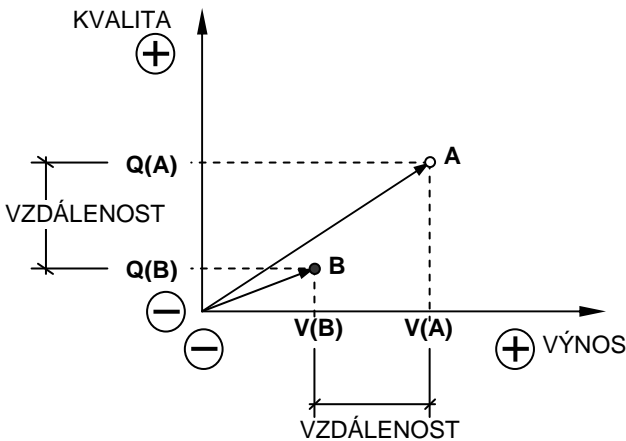 KVALITA
+
Q(A)
A
VZDÁLENOST
Q(B)
B
−
−
V(B)
V(A)
+
VÝNOS
VZDÁLENOST